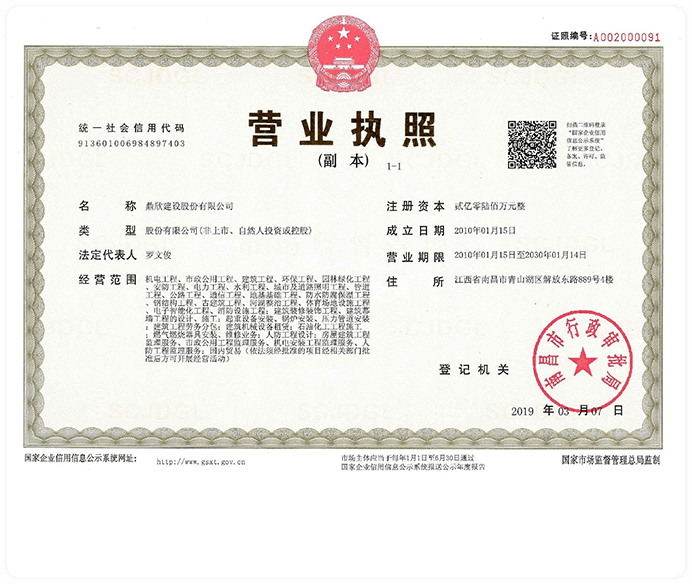 证照编号:A002000091
统一社会信用代码
913601006984897403
营业执照
(副 本)
1-1
扫描二维码登录
“国家企业信用
信息公示系统”
了解更多登记、
备案、许可、监
管信息。
名 称 鼎欣建设股份有限公司
类 型 股份有限公司(非上市、自然人投资或控股)
法定代表人 罗文俊
经营范围 机电工程、市政公用工程、建筑工程、环保工程、园林绿化工程
、安防工程、电力工程、水利工程、城市及道路照明工程、管道
工程、公路工程、通信工程、地基基础工程、防水防腐保温工程
、钢结构工程、古建筑工程、河湖整治工程、体育场地设施工程
、电子智能化工程、消防设施工程；建筑装修装饰工程、建筑幕
墙工程的设计、施工；起重设备安装、锅炉安装、压力管道安装
；建筑工程劳务分包；建筑机械设备租赁；石油化工工程施工
、燃气燃烧器具安装、维修业务；人防工程设计；房屋建筑工程
监理服务、市政公用工程监理服务、机电安装工程监理服务、人
防工程监理服务；国内贸易（依法须经批准的项目经相关部门批
准后方可开展经营活动）
注册资本 贰亿零陆佰万元整
成立日期 2010年01月15日
营业期限 2010年01月15日至2030年01月14日
住 所 江西省南昌市青山湖区解放东路889号4楼
登记机关
南昌市行政审批局
2019 年 03 月 07 日
国家企业信用信息公示系统网址: http://www.gsxt.gov.cn
市场主体应当于每年1月1日至6月30日通过
国家企业信用信息公示系统报送公示年度报告
国家市场监督管理总局监制